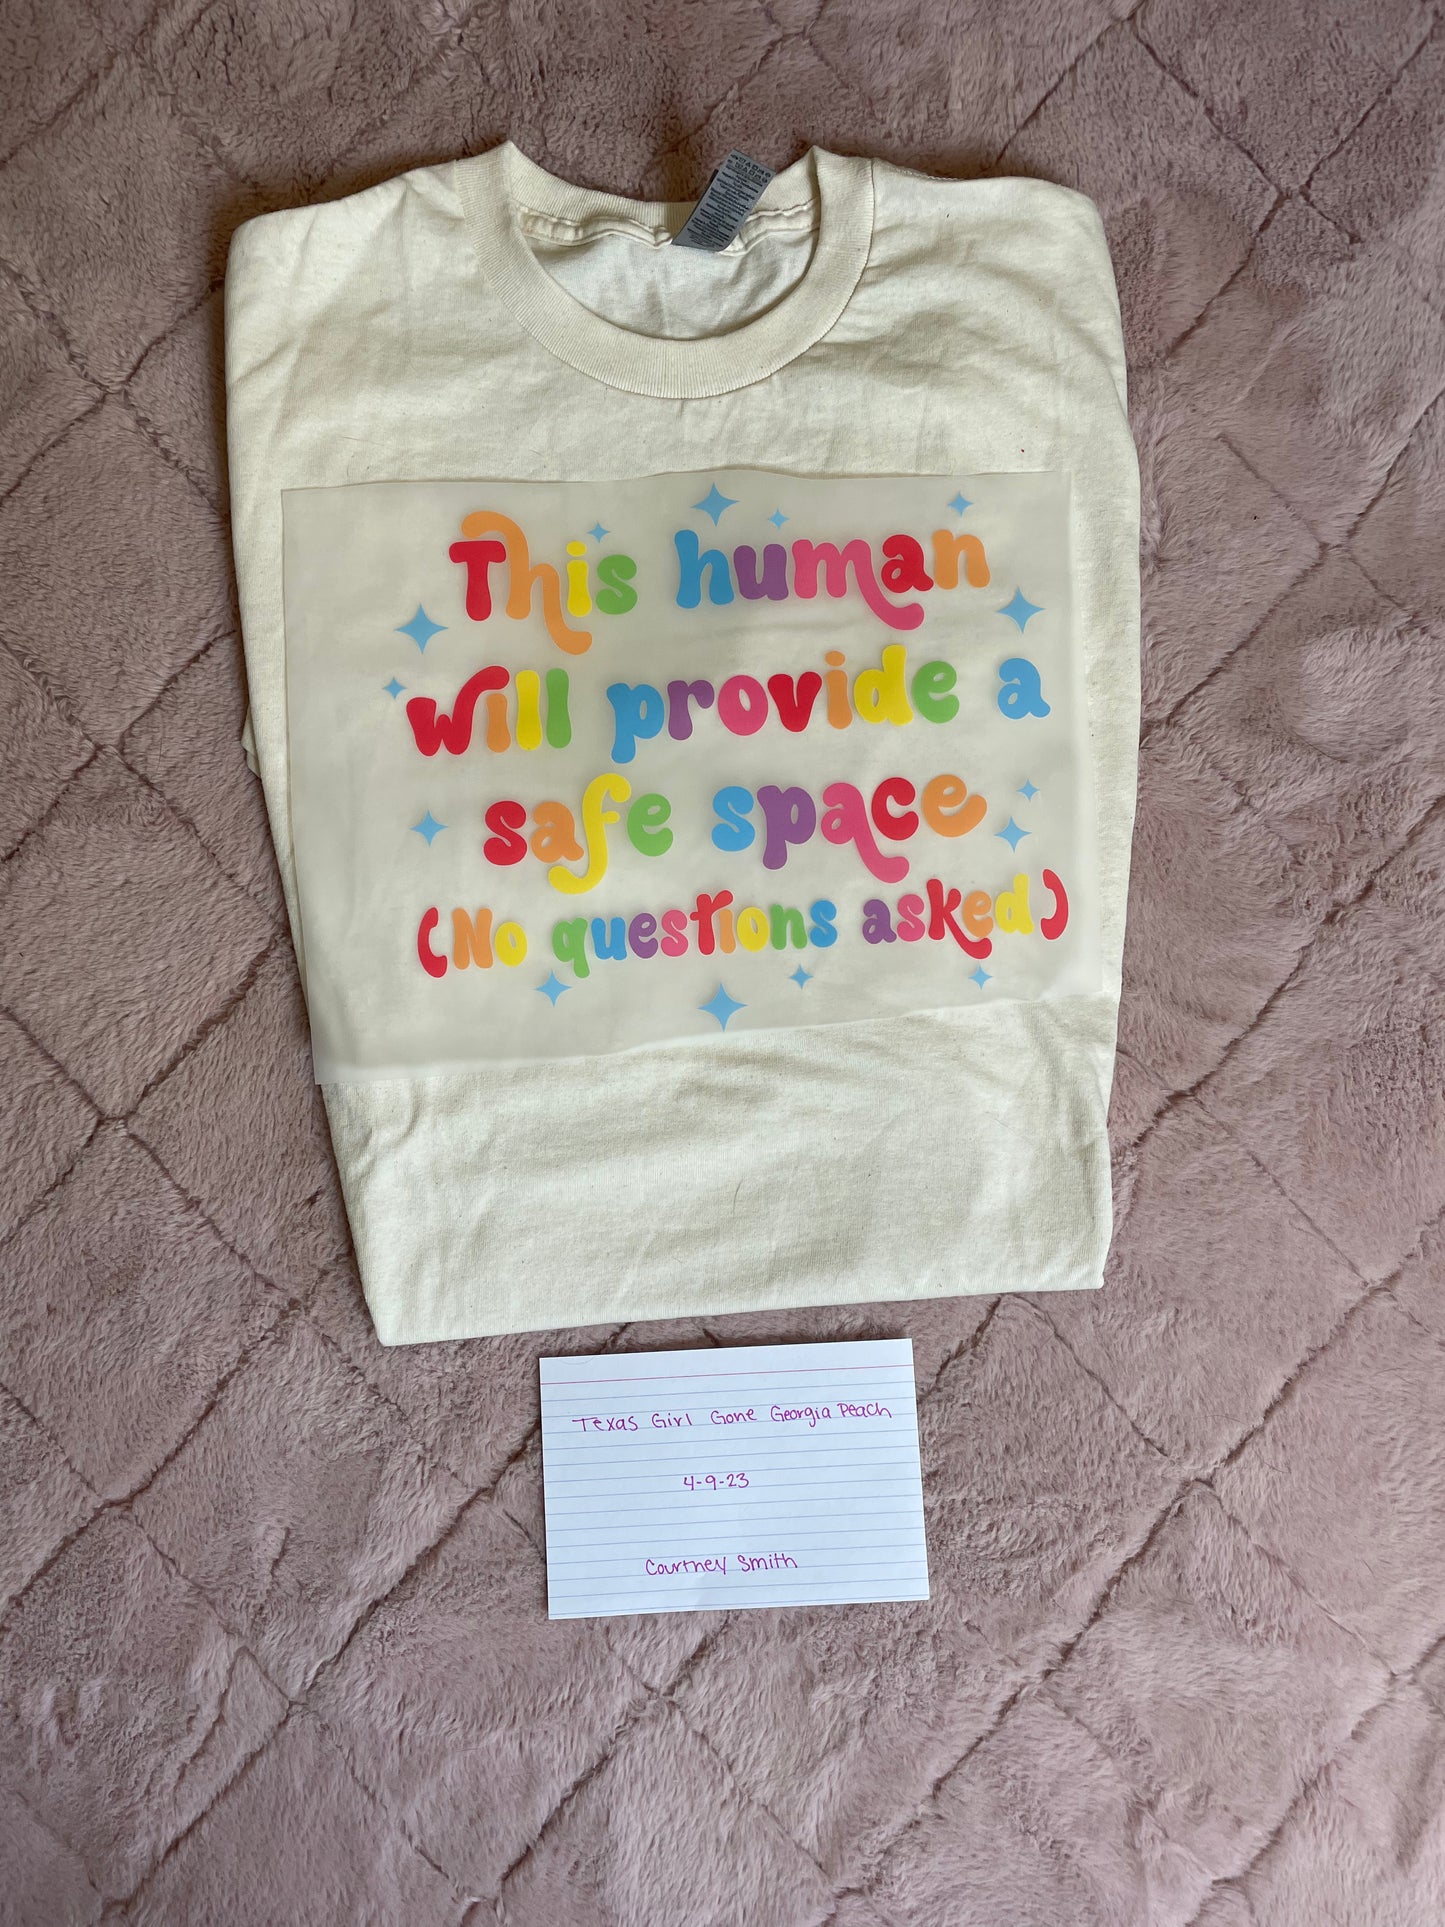 This human
will provide a
safe space
(No questions asked)
Texas Girl Gone Georgia Peach
4-9-23
Courtney Smith